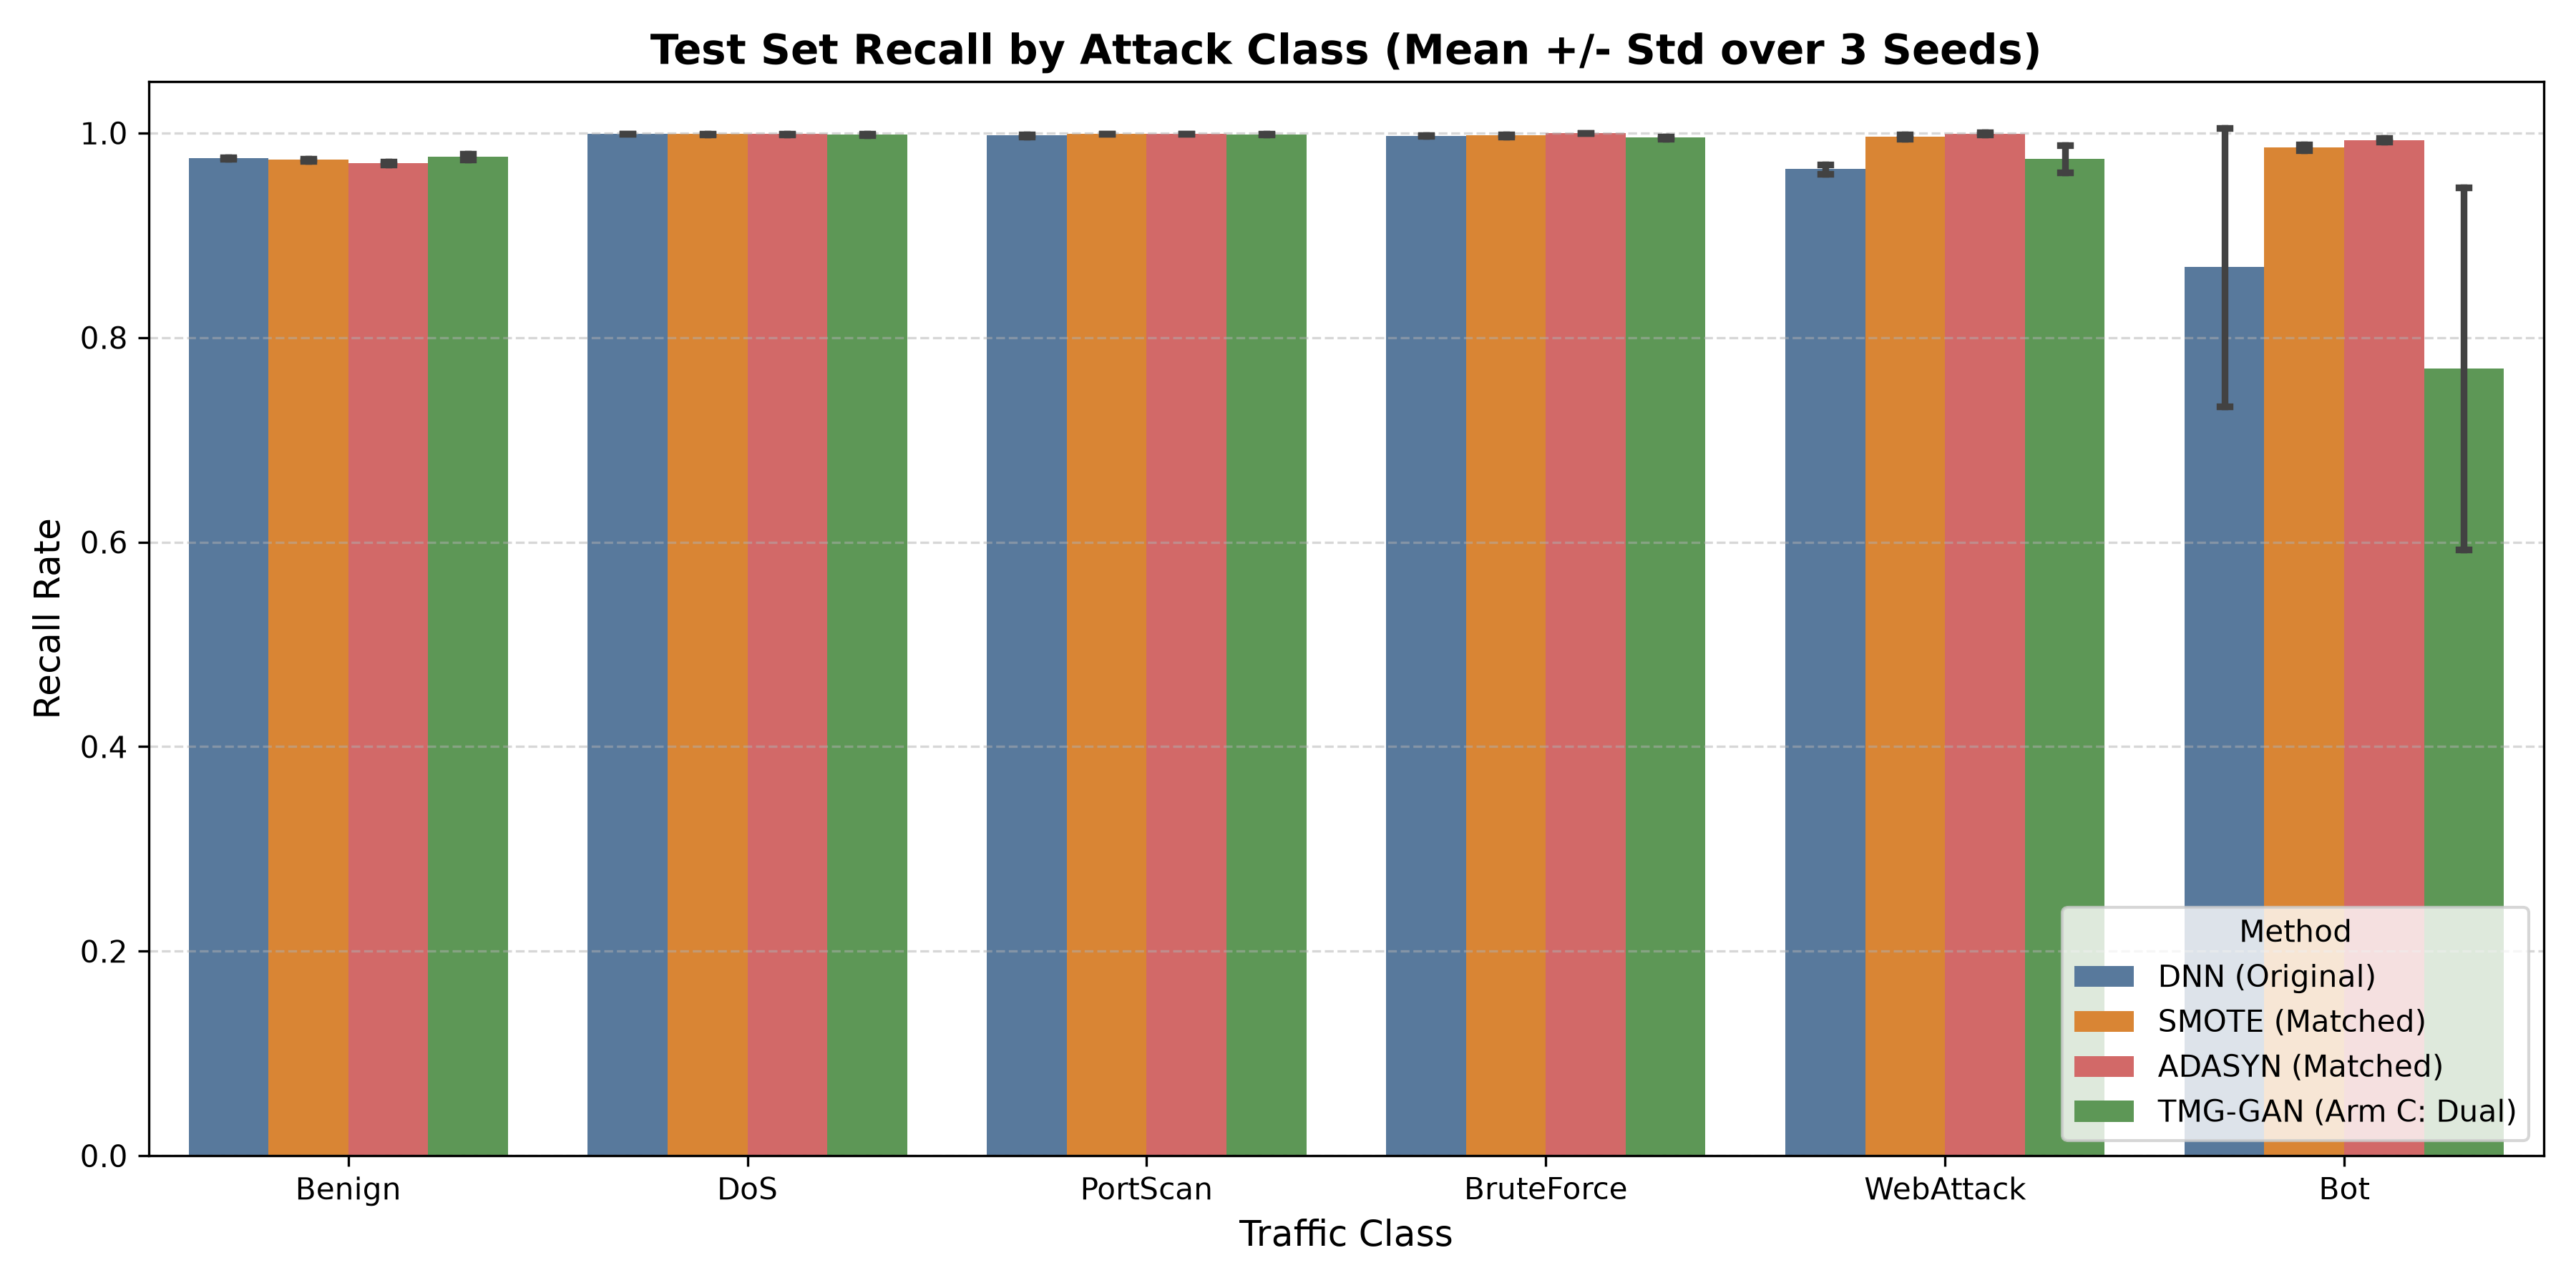 Test Set Recall by Attack Class (Mean +/- Std over 3 Seeds)
Recall Rate
1.0
0.8
0.6
0.4
0.2
0.0
Benign
DoS
PortScan
BruteForce
WebAttack
Bot
Traffic Class
Method
DNN (Original)
SMOTE (Matched)
ADASYN (Matched)
TMG-GAN (Arm C: Dual)